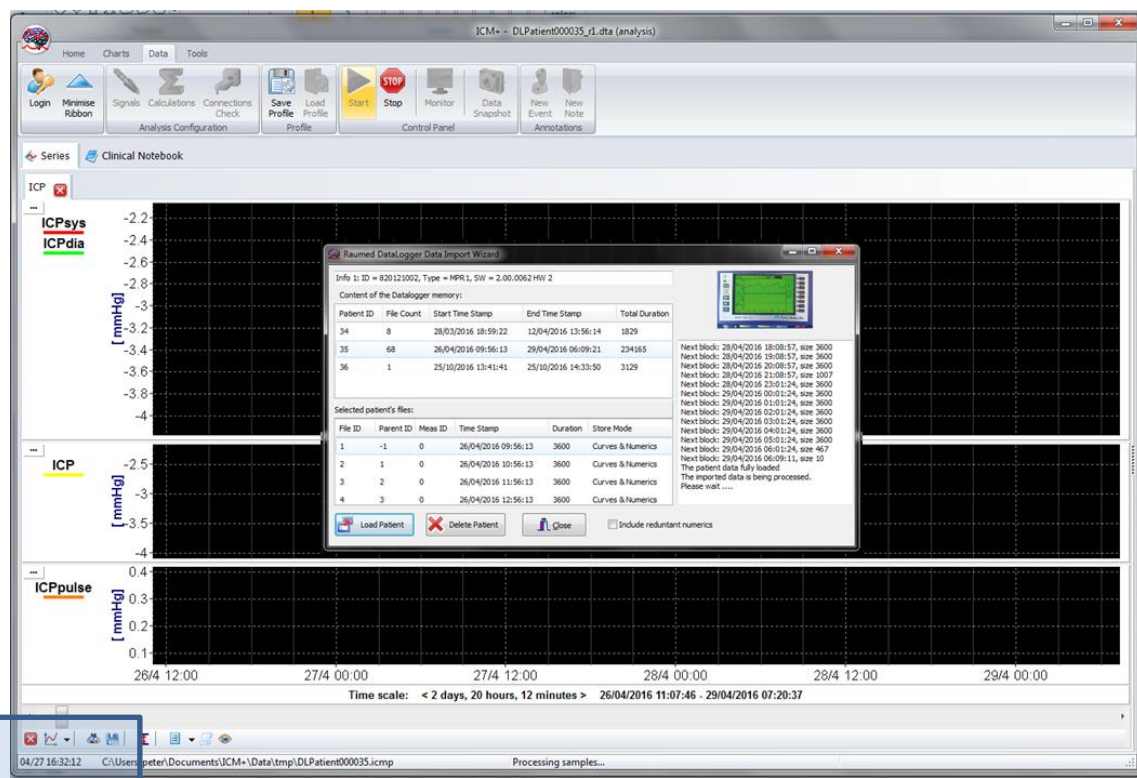 ICM+ - DLPatient000035_r1.dta (analysis)
Home Charts Data Tools
Login Minimise Ribbon Signals Calculations Connections Check Save Profile Load Profile Start STOP Stop Monitor Data Snapshot New Event New Note
Analysis Configuration Profile Control Panel Annotations
Series Clinical Notebook
ICP
ICPsys
ICPdia
[mmHg]
-2.2
-2.4
-2.6
-2.8
-3
-3.2
-3.4
-3.6
-3.8
-4
Raumed DataLogger Data Import Wizard
Info 1: ID = 820121002, Type = MPR1, SW = 2.00.0062 HW 2
Content of the Datalogger memory:
Patient ID File Count Start Time Stamp End Time Stamp Total Duration
34 8 28/03/2016 18:59:22 12/04/2016 13:56:14 1829
35 68 26/04/2016 09:56:13 29/04/2016 06:09:21 234165
36 1 25/10/2016 13:41:41 25/10/2016 14:33:50 3129
Selected patient's files:
File ID Parent ID Meas ID Time Stamp Duration Store Mode
1 -1 0 26/04/2016 09:56:13 3600 Curves & Numerics
2 1 0 26/04/2016 10:56:13 3600 Curves & Numerics
3 2 0 26/04/2016 11:56:13 3600 Curves & Numerics
4 3 0 26/04/2016 12:56:13 3600 Curves & Numerics
Next block: 28/04/2016 18:08:57, size 3600
Next block: 28/04/2016 19:08:57, size 3600
Next block: 28/04/2016 20:08:57, size 3600
Next block: 28/04/2016 21:08:57, size 1007
Next block: 28/04/2016 23:01:24, size 3600
Next block: 29/04/2016 00:01:24, size 3600
Next block: 29/04/2016 01:01:24, size 3600
Next block: 29/04/2016 02:01:24, size 3600
Next block: 29/04/2016 03:01:24, size 3600
Next block: 29/04/2016 04:01:24, size 3600
Next block: 29/04/2016 05:01:24, size 3600
Next block: 29/04/2016 06:01:24, size 467
Next block: 29/04/2016 06:09:11, size 10
The patient data fully loaded
The imported data is being processed.
Please wait ....
Load Patient Delete Patient Close Include reduntant numerics
ICP
[mmHg]
-2.5
-3
-3.5
-4
ICPpulse
[mmHg]
0.4
0.3
0.2
0.1
26/4 12:00 27/4 00:00 27/4 12:00 28/4 00:00 28/4 12:00 29/4 00:00
Time scale: < 2 days, 20 hours, 12 minutes > 26/04/2016 11:07:46 - 29/04/2016 07:20:37
04/27 16:32:12 C:\Users\peter\Documents\ICM+\Data\tmp\DLPatient000035.icmp Processing samples...